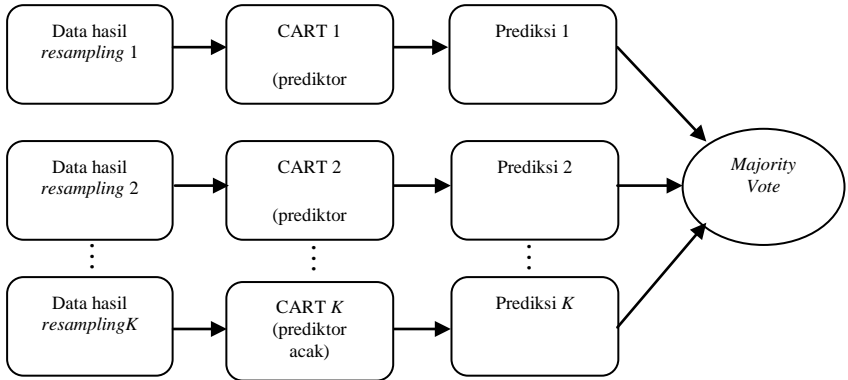 Data hasil
resampling 1
CART 1
(prediktor
Prediksi 1
Data hasil
resampling 2
CART 2
(prediktor
Prediksi 2
Majority
Vote
Data hasil
resamplingK
CART K
(prediktor
acak)
Prediksi K